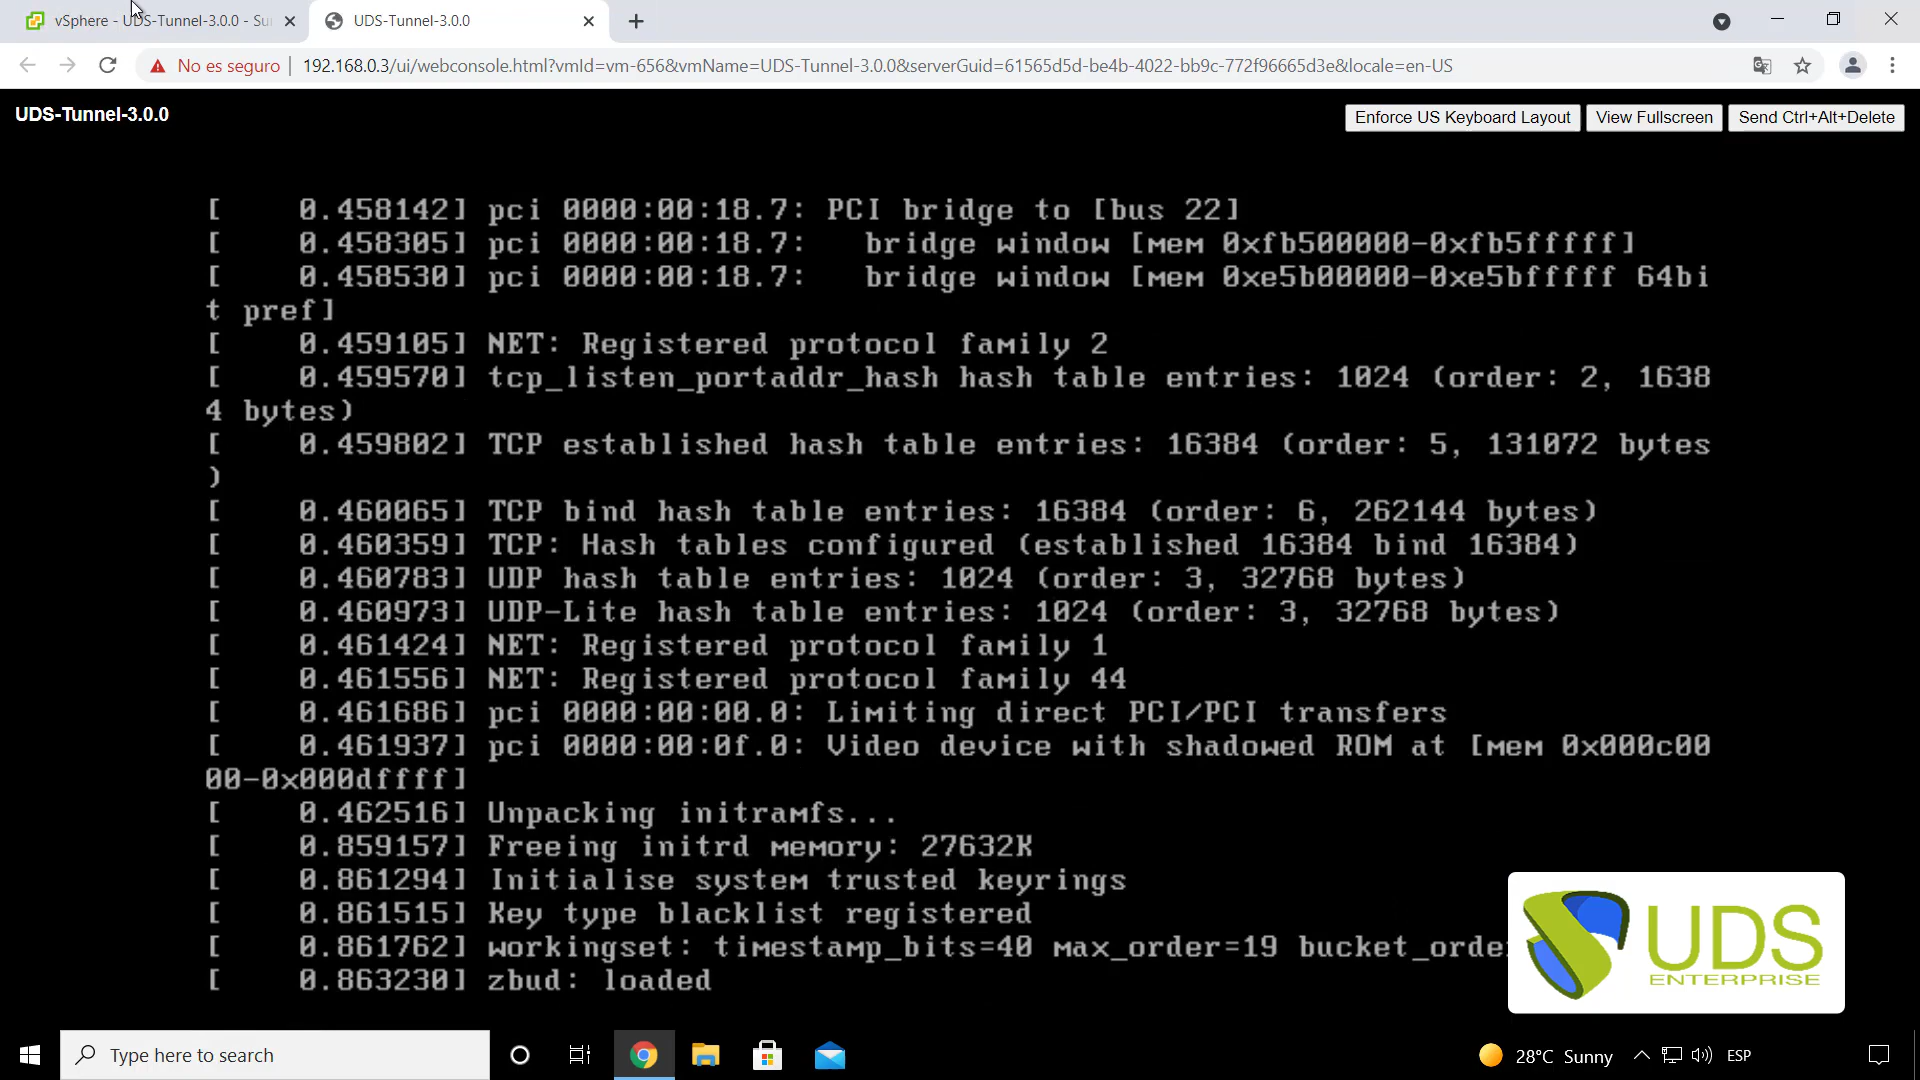 vSphere - UDS-Tunnel-3.0.0 - Su
UDS-Tunnel-3.0.0
No es seguro
192.168.0.3/ui/webconsole.html?vmId=vm-656&vmName=UDS-Tunnel-3.0.0&serverGuid=61565d5d-be4b-4022-bb9c-772f96665d3e&locale=en-US
UDS-Tunnel-3.0.0
Enforce US Keyboard Layout
View Fullscreen
Send Ctrl+Alt+Delete
[    0.458142] pci 0000:00:18.7: PCI bridge to [bus 22]
[    0.458305] pci 0000:00:18.7:   bridge window [mem 0xfb500000-0xfb5fffff]
[    0.458530] pci 0000:00:18.7:   bridge window [mem 0xe5b00000-0xe5bfffff 64bi
t pref]
[    0.459105] NET: Registered protocol family 2
[    0.459570] tcp_listen_portaddr_hash hash table entries: 1024 (order: 2, 1638
4 bytes)
[    0.459802] TCP established hash table entries: 16384 (order: 5, 131072 bytes
)
[    0.460065] TCP bind hash table entries: 16384 (order: 6, 262144 bytes)
[    0.460359] TCP: Hash tables configured (established 16384 bind 16384)
[    0.460783] UDP hash table entries: 1024 (order: 3, 32768 bytes)
[    0.460973] UDP-Lite hash table entries: 1024 (order: 3, 32768 bytes)
[    0.461424] NET: Registered protocol family 1
[    0.461556] NET: Registered protocol family 44
[    0.461686] pci 0000:00:00.0: Limiting direct PCI/PCI transfers
[    0.461937] pci 0000:00:0f.0: Video device with shadowed ROM at [mem 0x000c00
00-0x000dffff]
[    0.462516] Unpacking initramfs...
[    0.859157] Freeing initrd memory: 27632K
[    0.861294] Initialise system trusted keyrings
[    0.861515] Key type blacklist registered
[    0.861762] workingset: timestamp_bits=40 max_order=19 bucket_orde
[    0.863230] zbud: loaded
UDS
ENTERPRISE
Type here to search
28°C Sunny
ESP